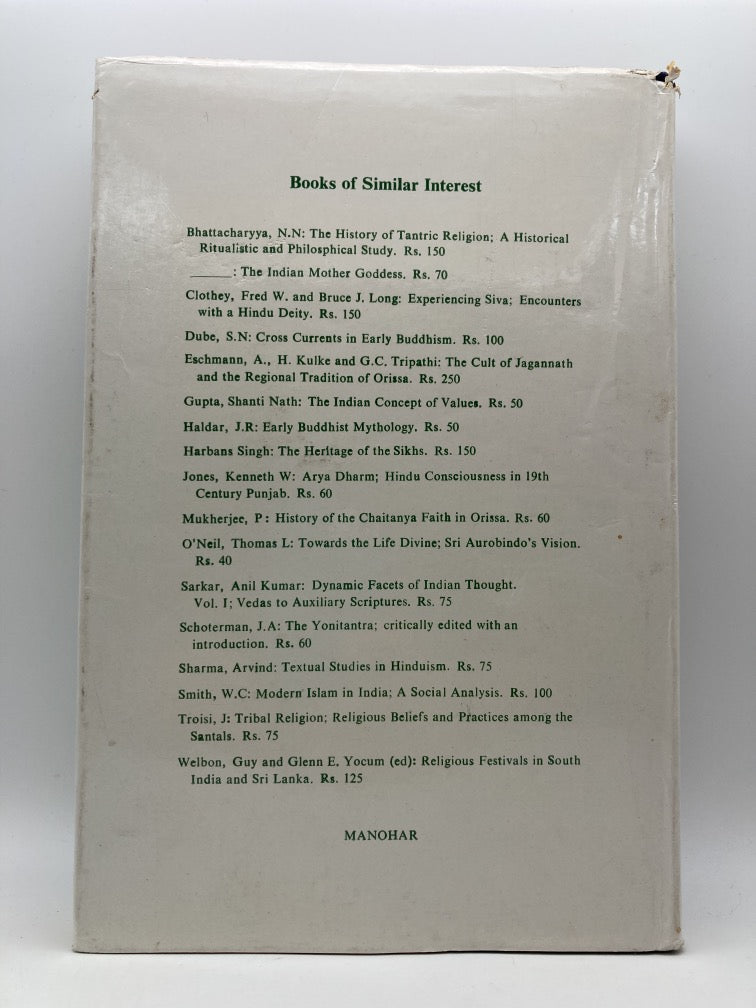 Books of Similar Interest
Bhattacharyya, N.N: The History of Tantric Religion; A Historical
Ritualistic and Philosphical Study. Rs. 150
______: The Indian Mother Goddess. Rs. 70
Clothey, Fred W. and Bruce J. Long: Experiencing Siva; Encounters
with a Hindu Deity. Rs. 150
Dube, S.N: Cross Currents in Early Buddhism. Rs. 100
Eschmann, A., H. Kulke and G.C. Tripathi: The Cult of Jagannath
and the Regional Tradition of Orissa. Rs. 250
Gupta, Shanti Nath: The Indian Concept of Values. Rs. 50
Haldar, J.R: Early Buddhist Mythology. Rs. 50
Harbans Singh: The Heritage of the Sikhs. Rs. 150
Jones, Kenneth W: Arya Dharm; Hindu Consciousness in 19th
Century Punjab. Rs. 60
Mukherjee, P: History of the Chaitanya Faith in Orissa. Rs. 60
O'Neil, Thomas L: Towards the Life Divine; Sri Aurobindo's Vision.
Rs. 40
Sarkar, Anil Kumar: Dynamic Facets of Indian Thought.
Vol. I; Vedas to Auxiliary Scriptures. Rs. 75
Schoterman, J.A: The Yonitantra; critically edited with an
introduction. Rs. 60
Sharma, Arvind: Textual Studies in Hinduism. Rs. 75
Smith, W.C: Modern Islam in India; A Social Analysis. Rs. 100
Troisi, J: Tribal Religion; Religious Beliefs and Practices among the
Santals. Rs. 75
Welbon, Guy and Glenn E. Yocum (ed): Religious Festivals in South
India and Sri Lanka. Rs. 125
MANOHAR